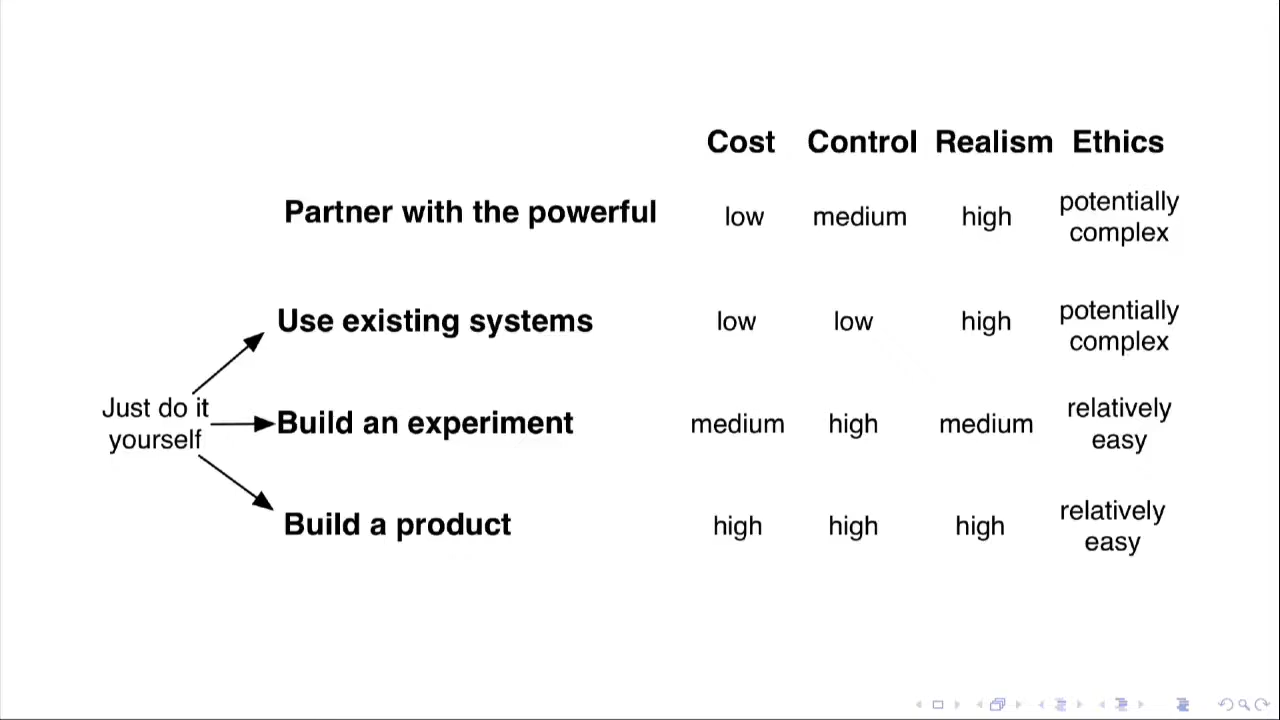 Cost Control Realism Ethics
Partner with the powerful low medium high potentially complex
Use existing systems low low high potentially complex
Just do it yourself
Build an experiment medium high medium relatively easy
Build a product high high high relatively easy